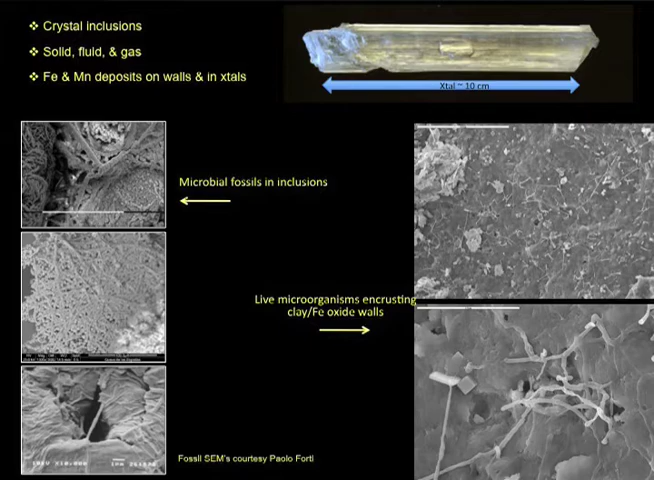 ❖ Crystal inclusions
❖ Solid, fluid, & gas
❖ Fe & Mn deposits on walls & in xtals
Xtal ~ 10 cm
Microbial fossils in inclusions
Live microorganisms encrusting
clay/Fe oxide walls
Fossil SEM's courtesy Paolo Forti